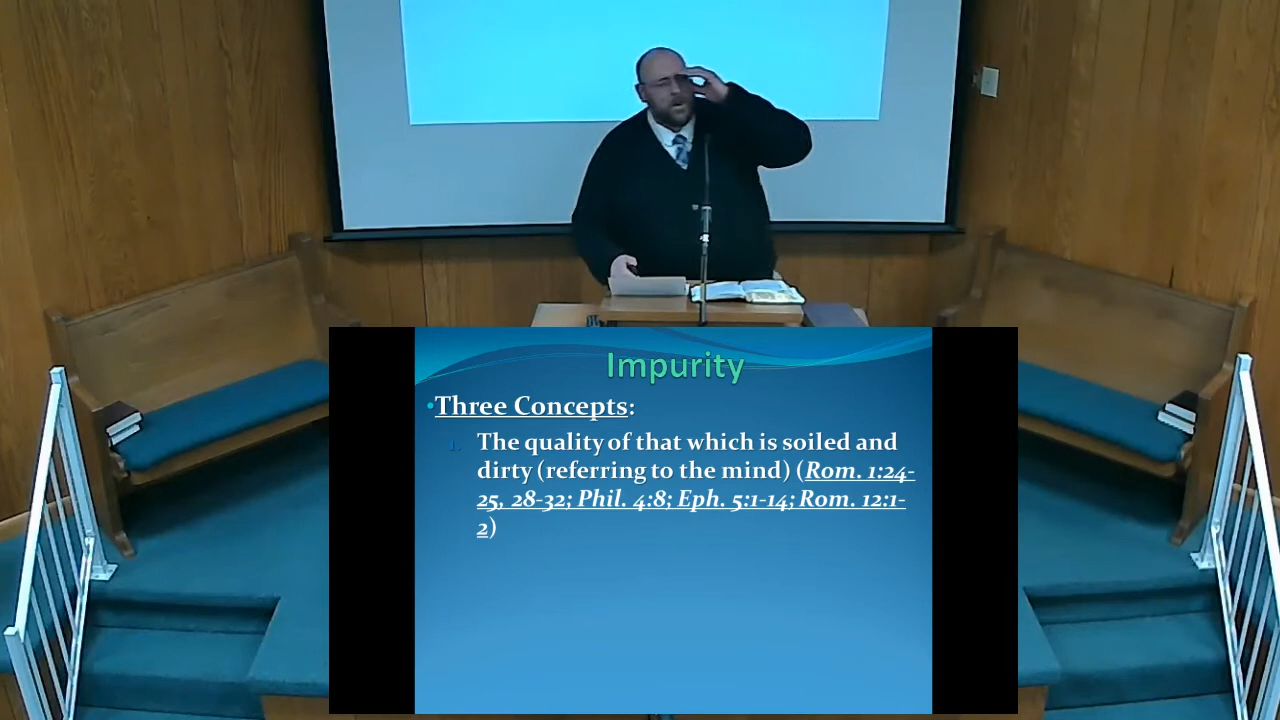 Impurity
•Three Concepts:
1. The quality of that which is soiled and
dirty (referring to the mind) (Rom. 1:24-
25, 28-32; Phil. 4:8; Eph. 5:1-14; Rom. 12:1-
2)